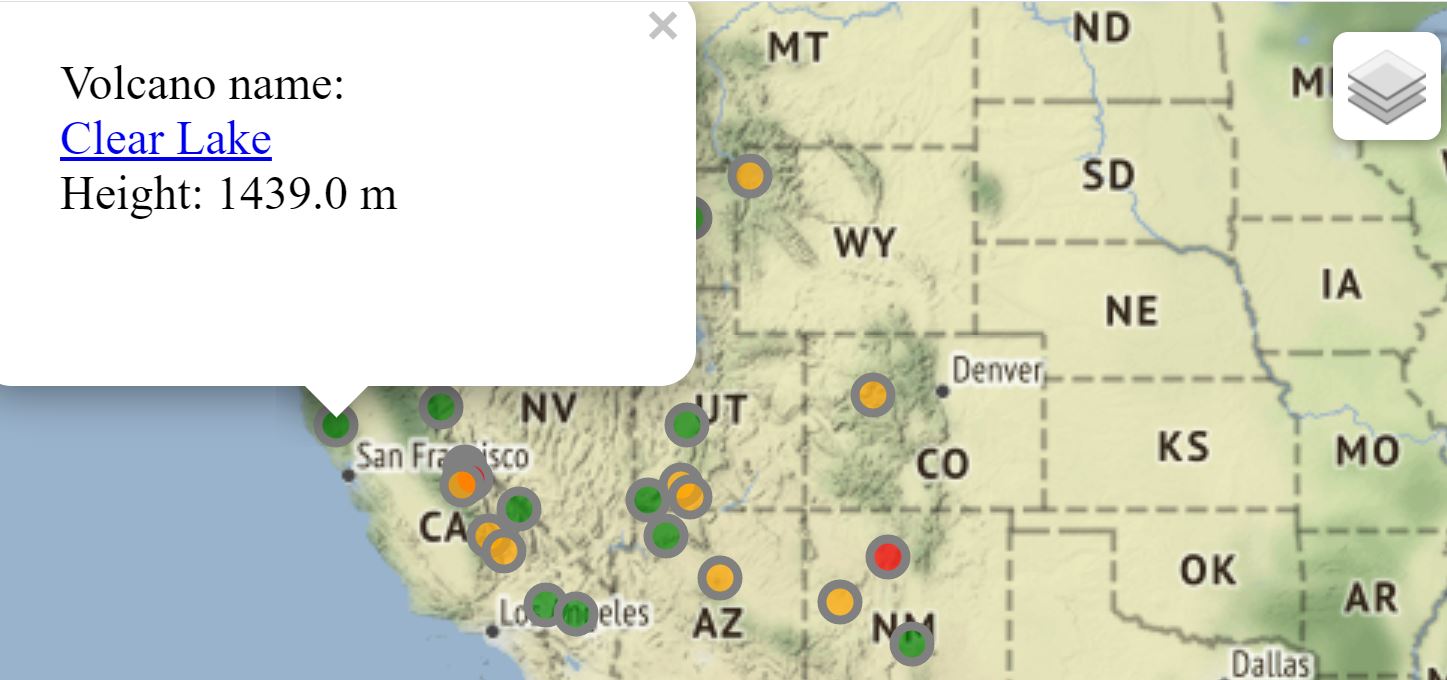 ×
Volcano name:
Clear Lake
Height: 1439.0 m
MT
ND
SD
WY
IA
NE
Denver
NV
UT
San Francisco
CO
KS
MO
CA
OK
AR
Los Angeles
AZ
NM
Dallas